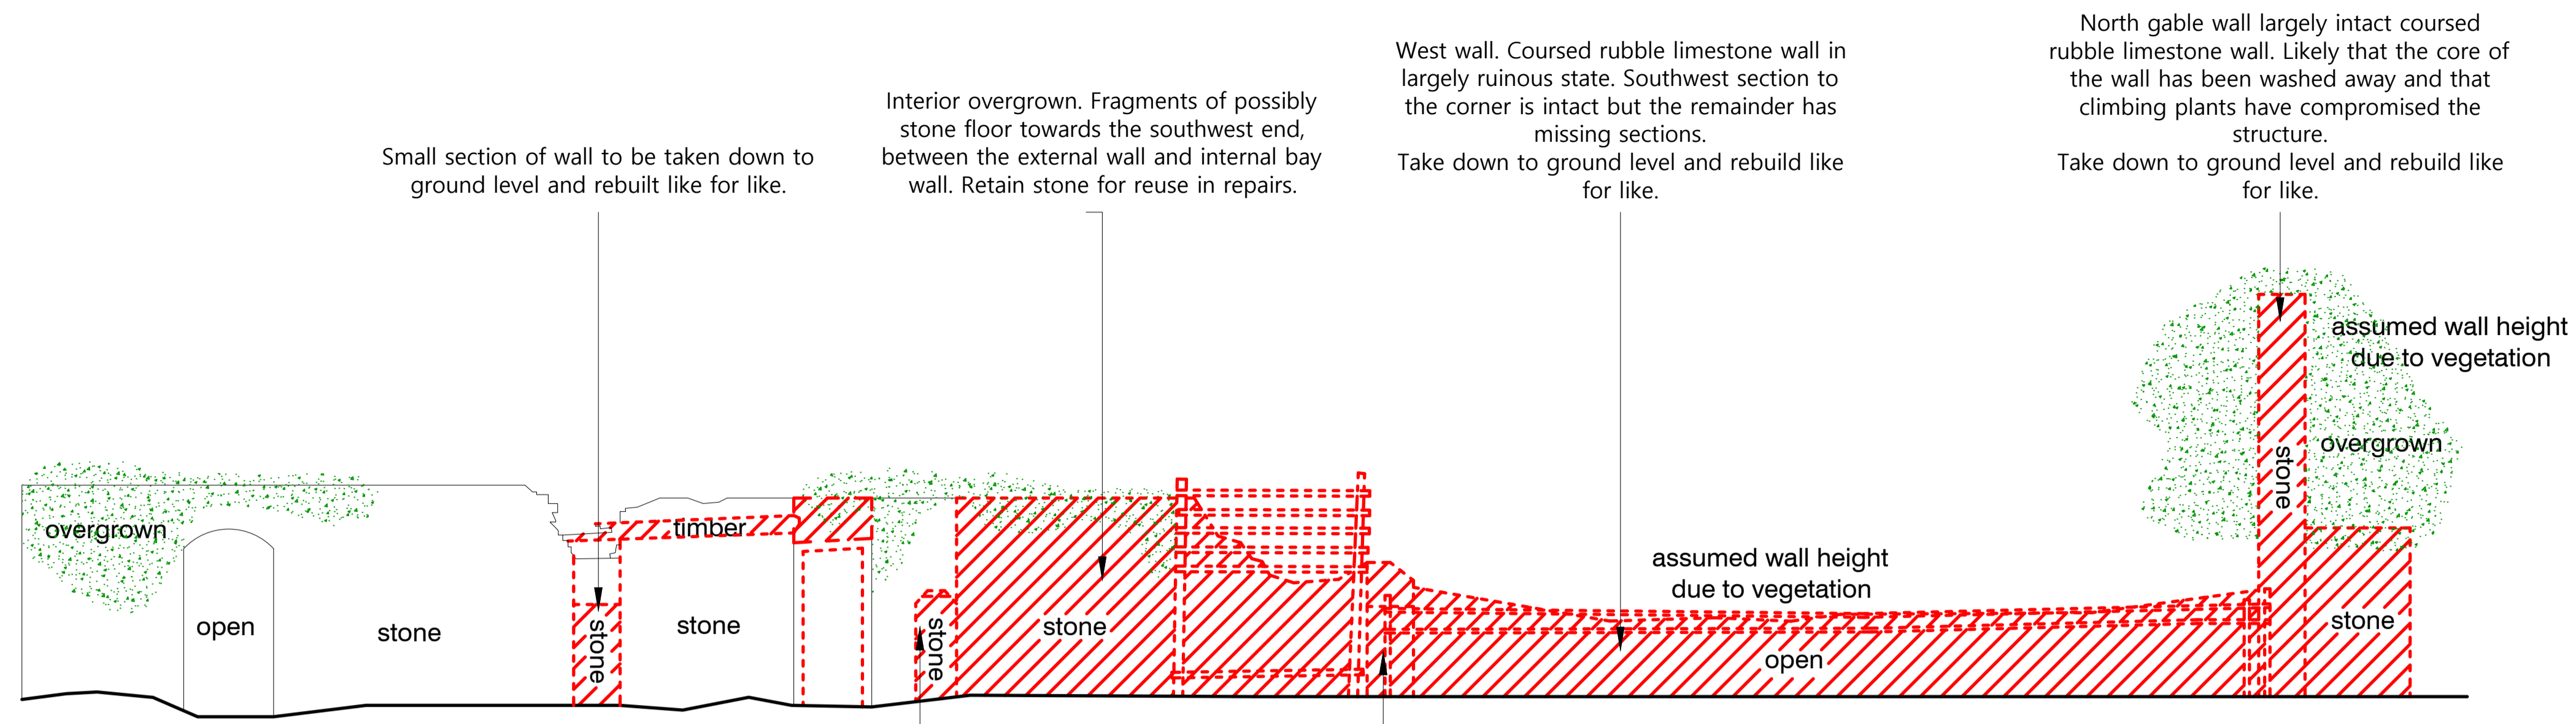 North gable wall largely intact coursed
rubble limestone wall. Likely that the core of
the wall has been washed away and that
climbing plants have compromised the
structure.
Take down to ground level and rebuild like
for like.
West wall. Coursed rubble limestone wall in
largely ruinous state. Southwest section to
the corner is intact but the remainder has
missing sections.
Take down to ground level and rebuild like
for like.
Interior overgrown. Fragments of possibly
stone floor towards the southwest end,
between the external wall and internal bay
wall. Retain stone for reuse in repairs.
Small section of wall to be taken down to
ground level and rebuilt like for like.
assumed wall height
due to vegetation
overgrown
stone
stone
overgrown
open
stone
timber
stone
stone
stone
stone
assumed wall height
due to vegetation
open